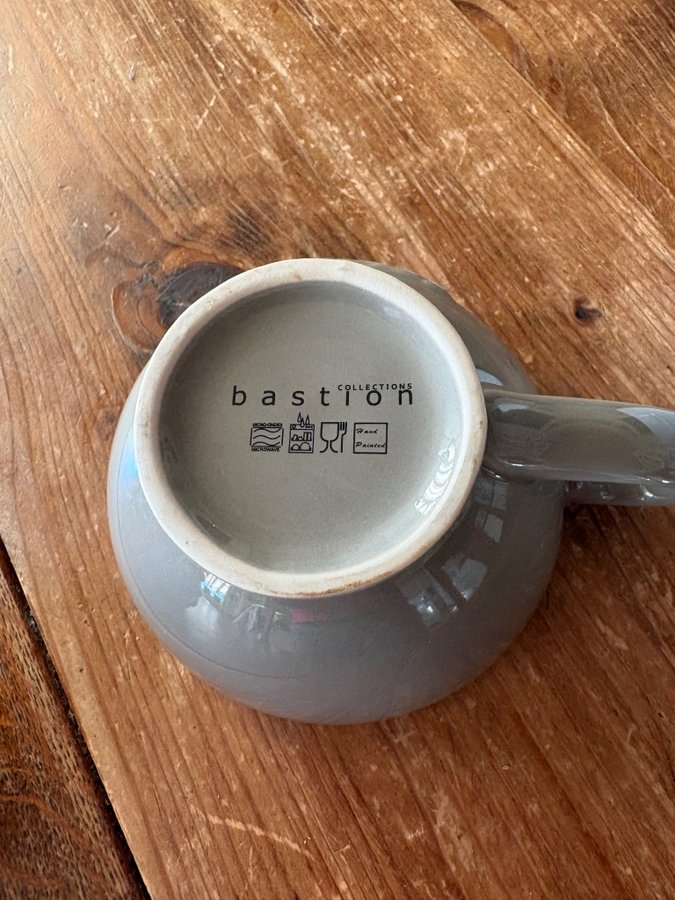 COLLECTIONS
bastion
MICRO-ONDES
MICROWAVE
Hand
Painted